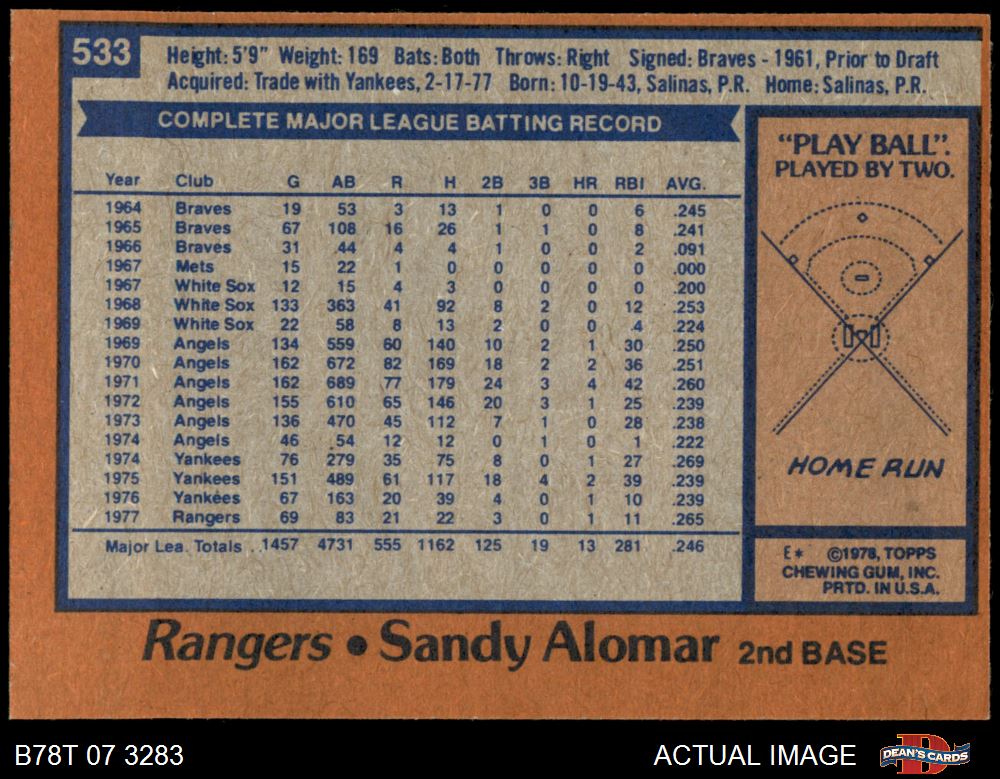 533
Height: 5'9" Weight: 169 Bats: Both Throws: Right Signed: Braves - 1961, Prior to Draft
Acquired: Trade with Yankees, 2-17-77 Born: 10-19-43, Salinas, P.R. Home: Salinas, P.R.
COMPLETE MAJOR LEAGUE BATTING RECORD
Year Club G AB R H 2B 3B HR RBI AVG.
1964 Braves 19 53 3 13 1 0 0 6 .245
1965 Braves 67 108 16 26 1 1 0 8 .241
1966 Braves 31 44 4 4 1 0 0 2 .091
1967 Mets 15 22 1 0 0 0 0 0 .000
1967 White Sox 12 15 4 3 0 0 0 0 .200
1968 White Sox 133 363 41 92 8 2 0 12 .253
1969 White Sox 22 58 8 13 2 0 0 4 .224
1969 Angels 134 559 60 140 10 2 1 30 .250
1970 Angels 162 672 82 169 18 2 2 36 .251
1971 Angels 162 689 77 179 24 3 4 42 .260
1972 Angels 155 610 65 146 20 3 1 25 .239
1973 Angels 136 470 45 112 7 1 0 28 .238
1974 Angels 46 54 12 12 0 1 0 1 .222
1974 Yankees 76 279 35 75 8 0 1 27 .269
1975 Yankees 151 489 61 117 18 4 2 39 .239
1976 Yankees 67 163 20 39 4 0 1 10 .239
1977 Rangers 69 83 21 22 3 0 1 11 .265
Major Lea. Totals . .1457 4731 555 1162 125 19 13 281 .246
"PLAY BALL".
PLAYED BY TWO.
HOME RUN
E* ©1978, TOPPS
CHEWING GUM, INC.
PRTD. IN U.S.A.
Rangers • Sandy Alomar 2nd BASE
B78T 07 3283 ACTUAL IMAGE DEAN'S CARDS